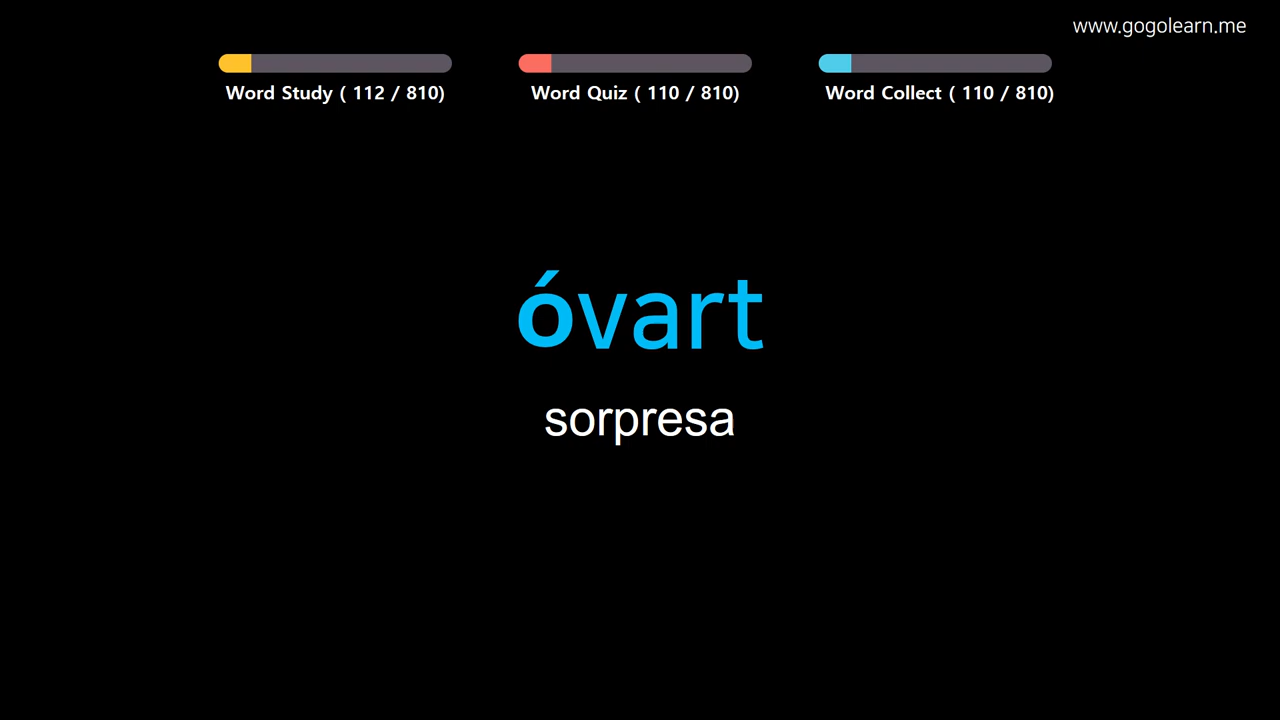 www.gogolearn.me
Word Study ( 112 / 810)
Word Quiz ( 110 / 810)
Word Collect ( 110 / 810)
óvart
sorpresa